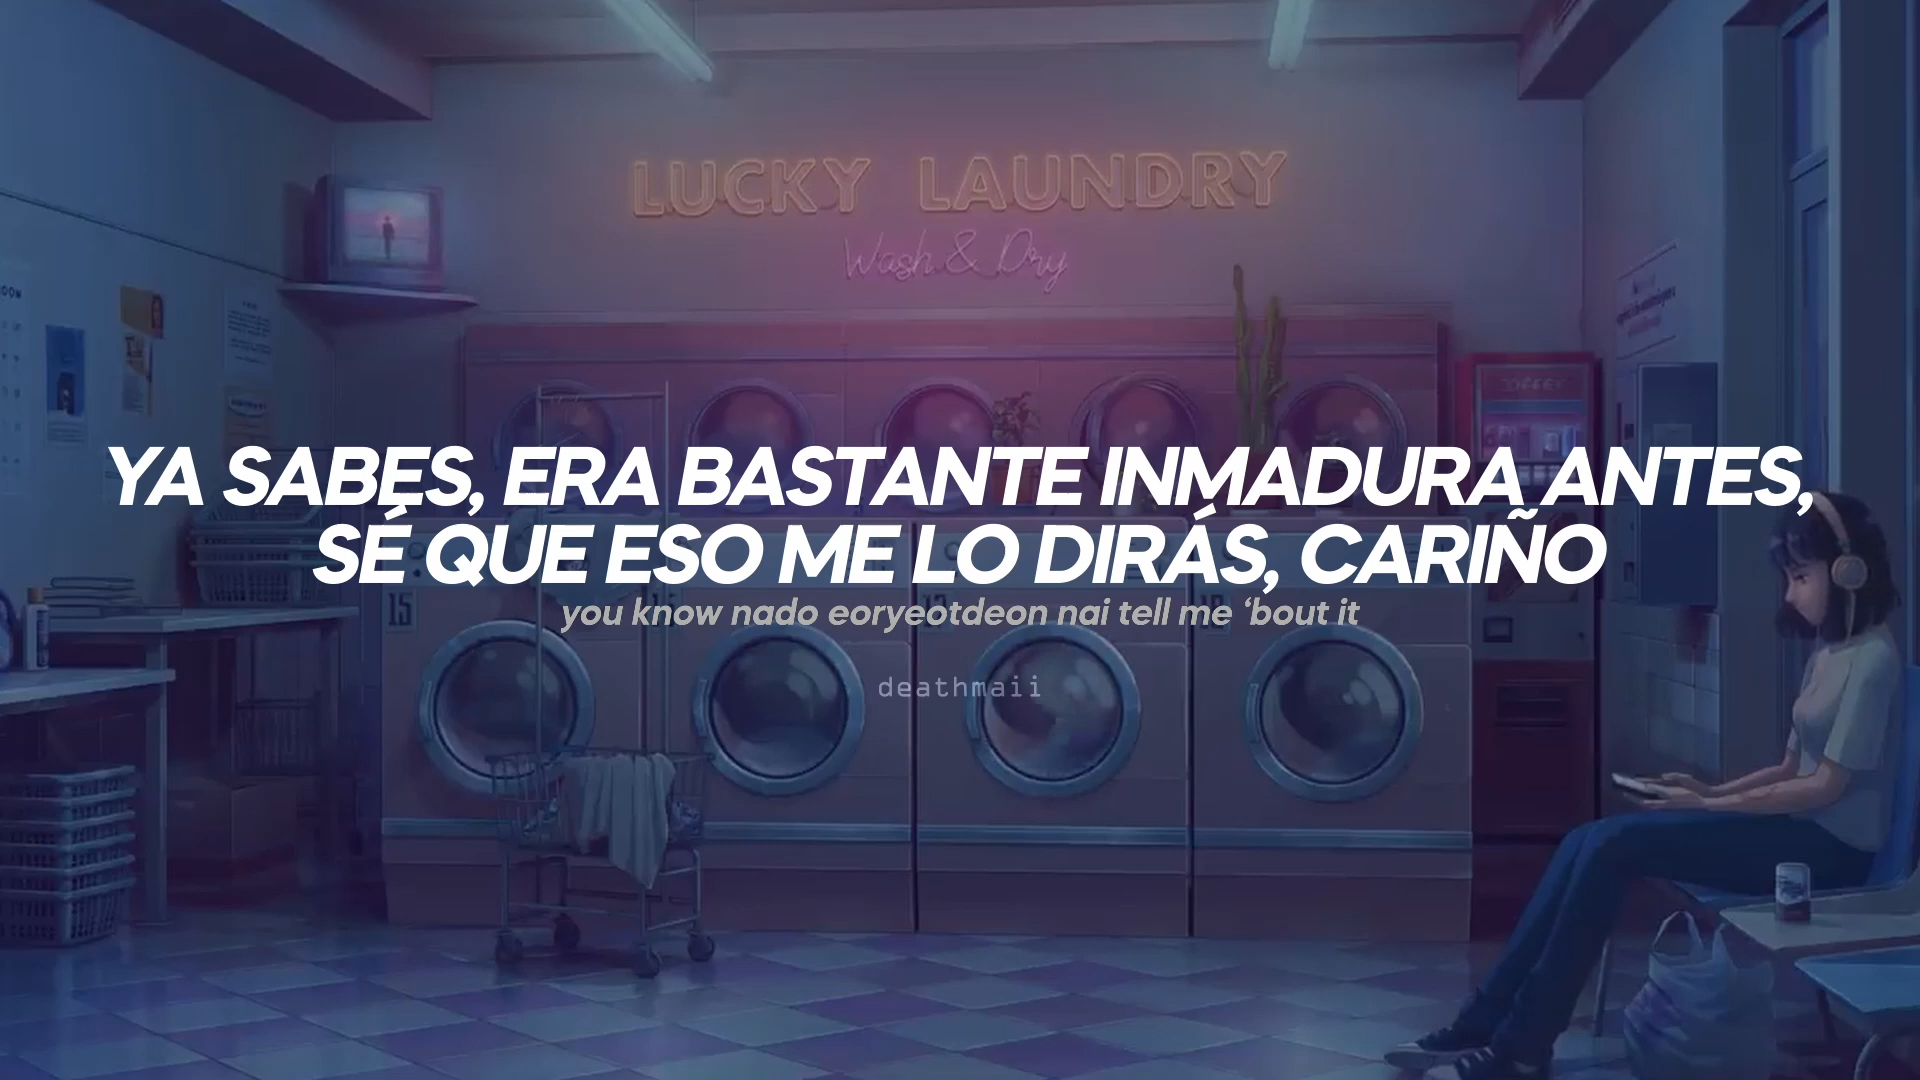 LUCKY LAUNDRY
Wash & Dry
YA SABES, ERA BASTANTE INMADURA ANTES,
SÉ QUE ESO ME LO DIRÁS, CARIÑO
15
you know nado eoryeotdeon nai tell me ‘bout it
deathmaii